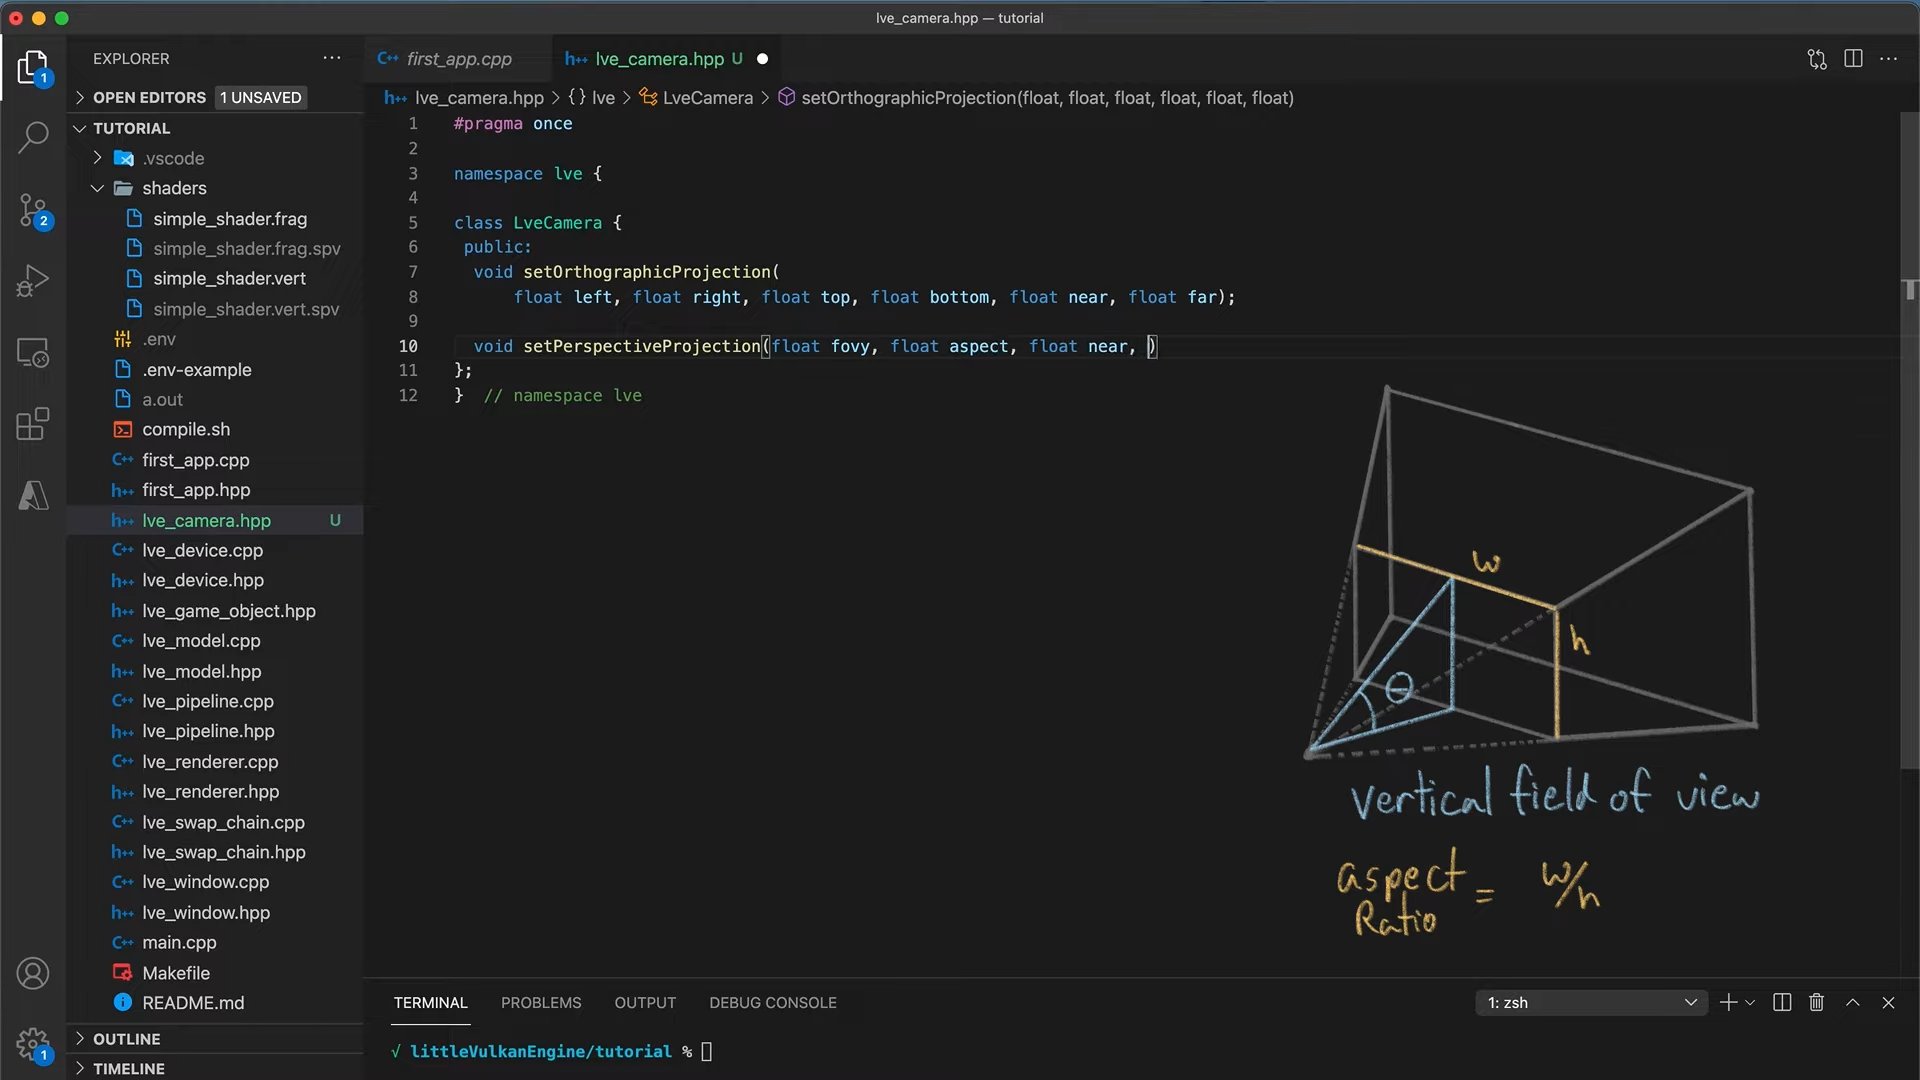 lve_camera.hpp — tutorial
EXPLORER
first_app.cpp
lve_camera.hpp U
OPEN EDITORS 1 UNSAVED
lve_camera.hpp > {} lve > LveCamera > setOrthographicProjection(float, float, float, float, float, float)
TUTORIAL
.vscode
shaders
simple_shader.frag
simple_shader.frag.spv
simple_shader.vert
simple_shader.vert.spv
.env
.env-example
a.out
compile.sh
first_app.cpp
first_app.hpp
lve_camera.hpp U
lve_device.cpp
lve_device.hpp
lve_game_object.hpp
lve_model.cpp
lve_model.hpp
lve_pipeline.cpp
lve_pipeline.hpp
lve_renderer.cpp
lve_renderer.hpp
lve_swap_chain.cpp
lve_swap_chain.hpp
lve_window.cpp
lve_window.hpp
main.cpp
Makefile
README.md
OUTLINE
TIMELINE
1
2
1
1 #pragma once
2
3 namespace lve {
4
5 class LveCamera {
6 public:
7 void setOrthographicProjection(
8 float left, float right, float top, float bottom, float near, float far);
9
10 void setPerspectiveProjection(float fovy, float aspect, float near, )
11 };
12 } // namespace lve
w
h
θ
vertical field of view
aspect
Ratio = w/h
TERMINAL PROBLEMS OUTPUT DEBUG CONSOLE
1: zsh
√ littleVulkanEngine/tutorial %